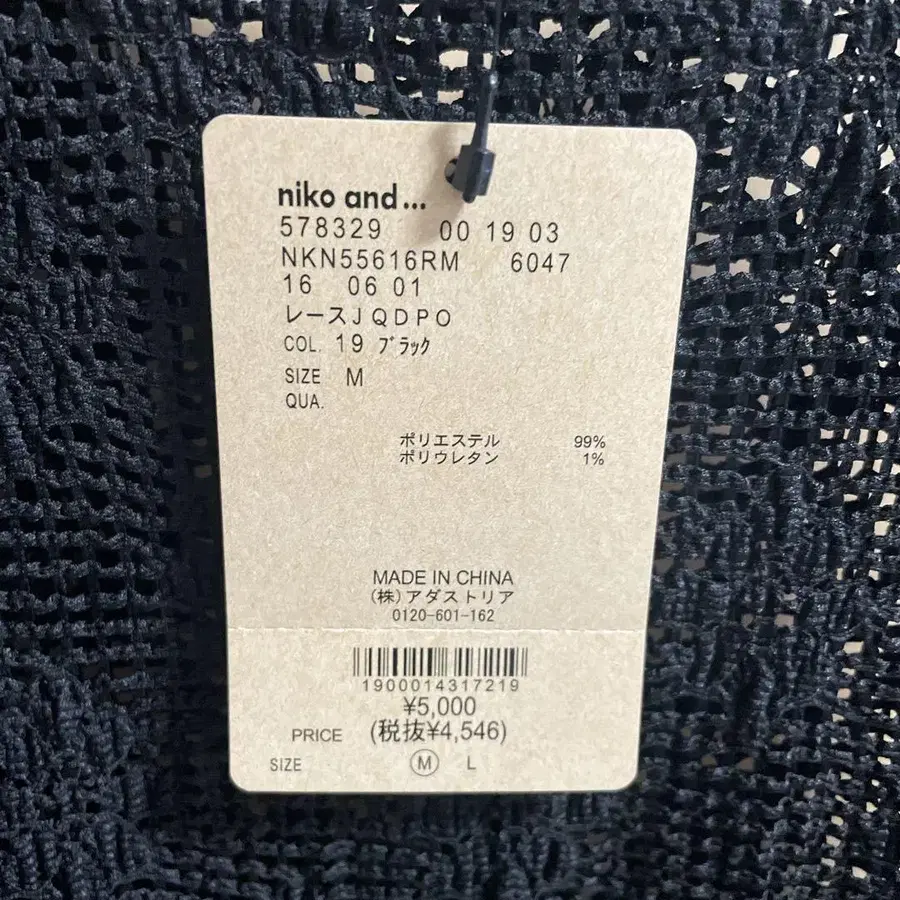 niko and...
578329 00 19 03
NKN55616RM 6047
16 06 01
レースJQDPO
COL. 19 ブラック
SIZE M
QUA.
ポリエステル 99%
ポリウレタン 1%
MADE IN CHINA
(株)アダストリア
0120-601-162
1900014317219
¥5,000
PRICE (税抜¥4,546)
SIZE M L